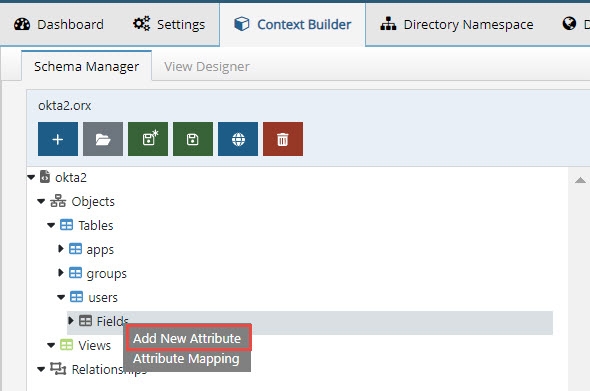 Dashboard Settings Context Builder Directory Namespace D
Schema Manager View Designer
okta2.orx
okta2
Objects
Tables
apps
groups
users
Fields
Add New Attribute
Views
Attribute Mapping
Relationships